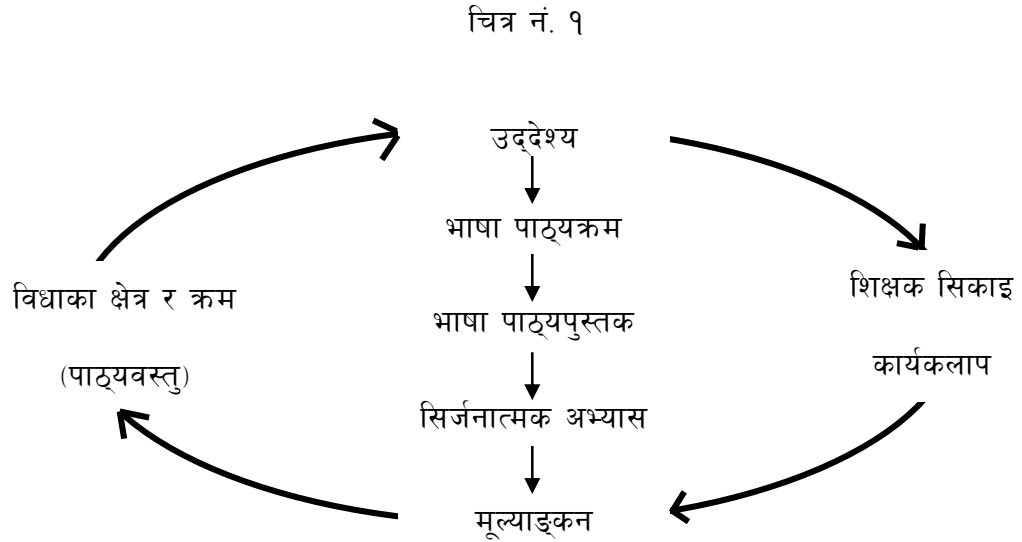 चित्र नं. १
उद्देश्य
भाषा पाठ्यक्रम
विधाका क्षेत्र र क्रम
शिक्षक सिकाइ
भाषा पाठ्यपुस्तक
(पाठ्यवस्तु)
कार्यकलाप
सिर्जनात्मक अभ्यास
मूल्याङ्कन